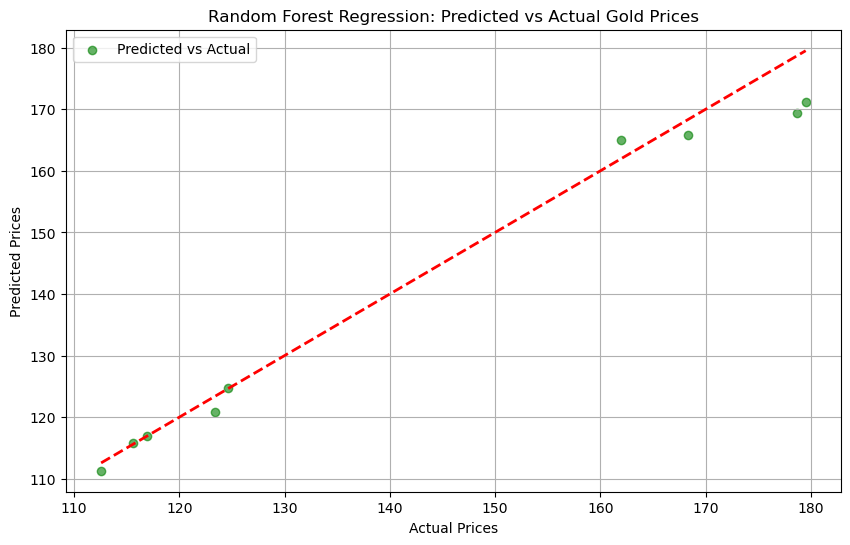 Random Forest Regression: Predicted vs Actual Gold Prices
Predicted vs Actual
Predicted Prices
180
170
160
150
140
130
120
110
110 120 130 140 150 160 170 180
Actual Prices